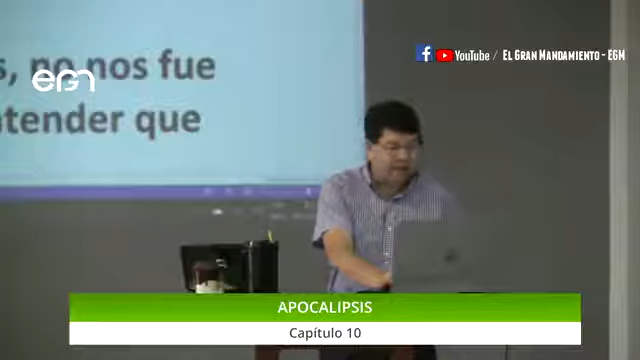 s, no nos fue
ntender que
EGM
YouTube / EL GRAN MANDAMIENTO - EGM
APOCALIPSIS
Capítulo 10